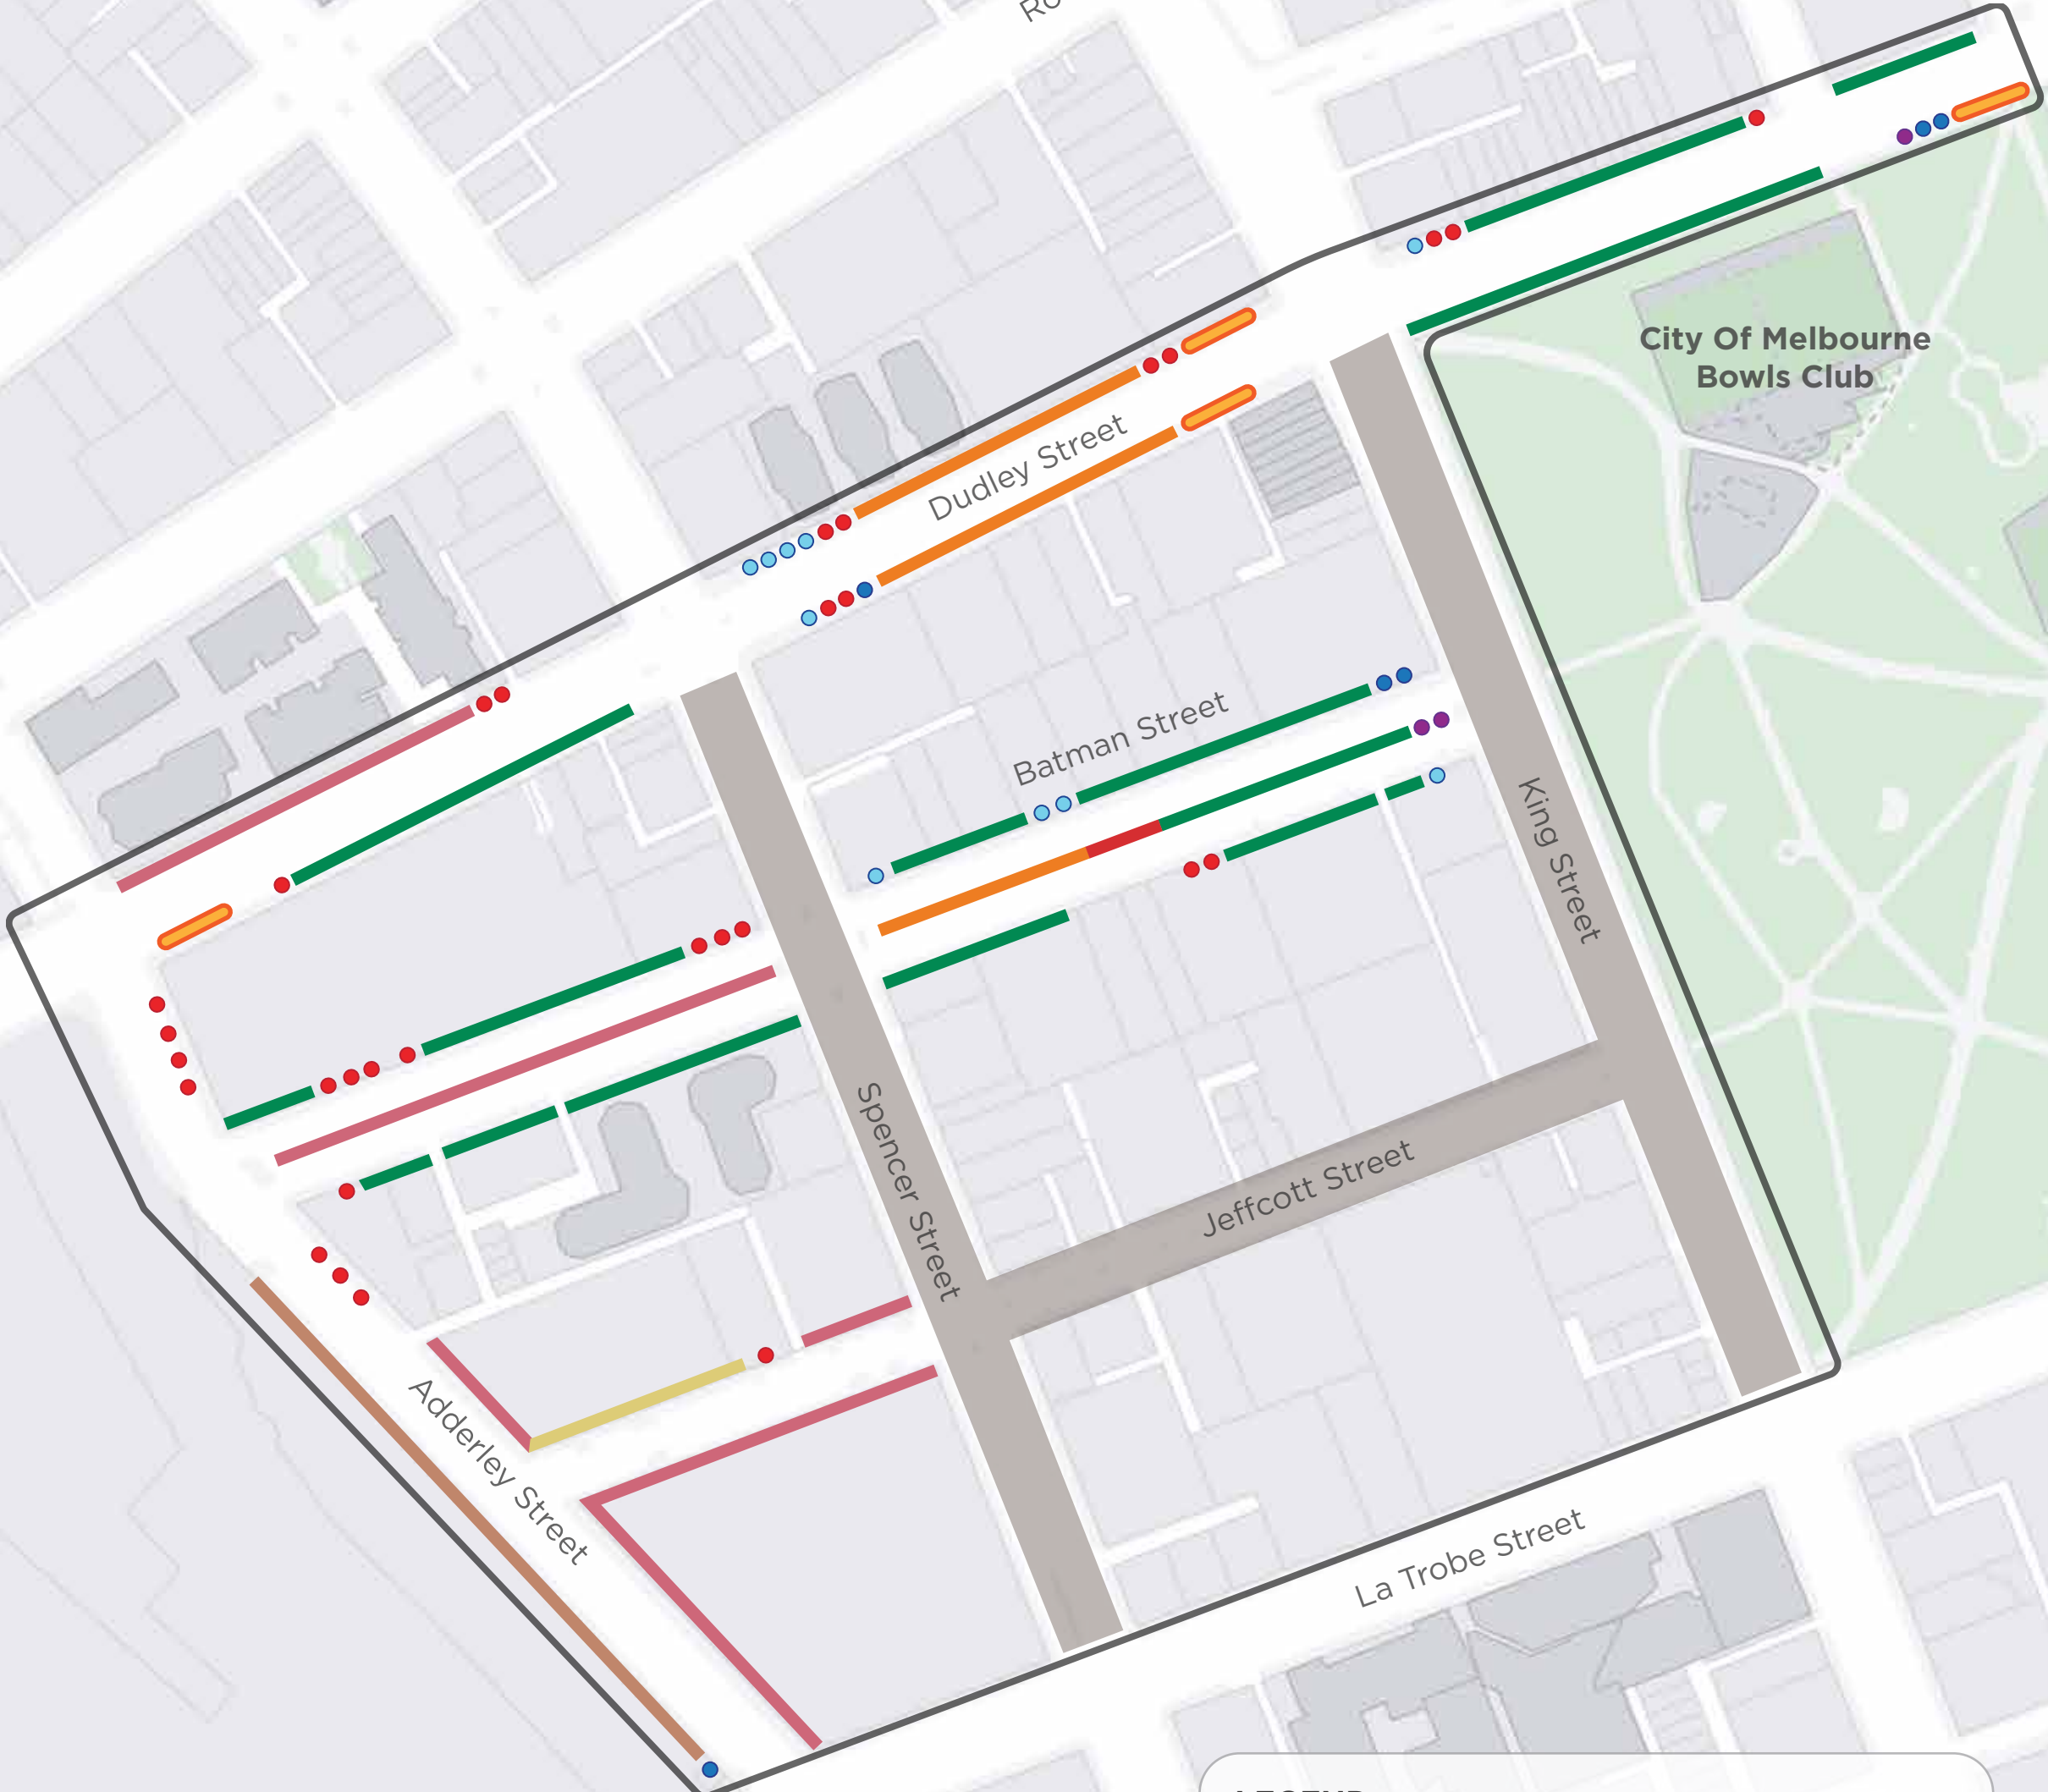 City Of Melbourne
Bowls Club
Dudley Street
Batman Street
King Street
Spencer Street
Jeffcott Street
Adderley Street
La Trobe Street